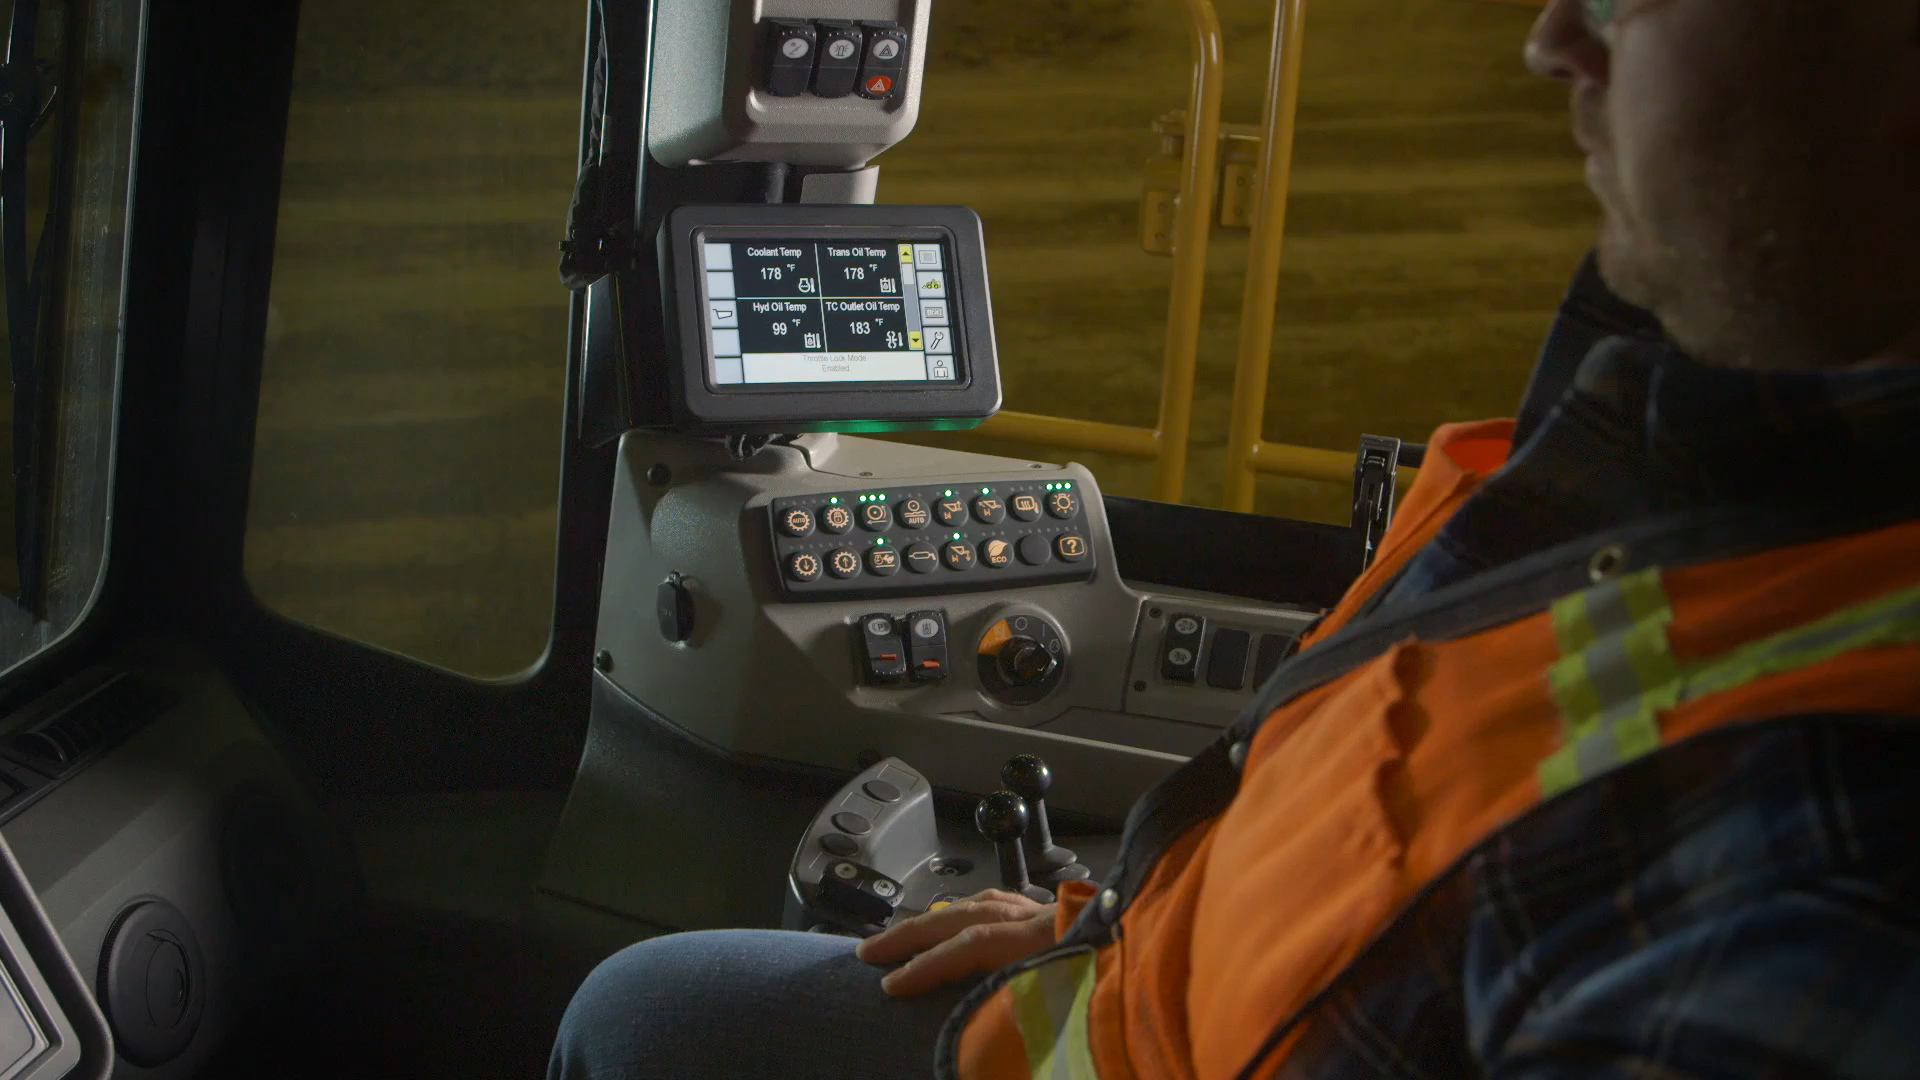 Coolant Temp
178 °F
Trans Oil Temp
178 °F
Hyd Oil Temp
99 °F
TC Outlet Oil Temp
183 °F
Throttle Lock Mode
Enabled.
AUTO
AUTO
ECO
?
(P)